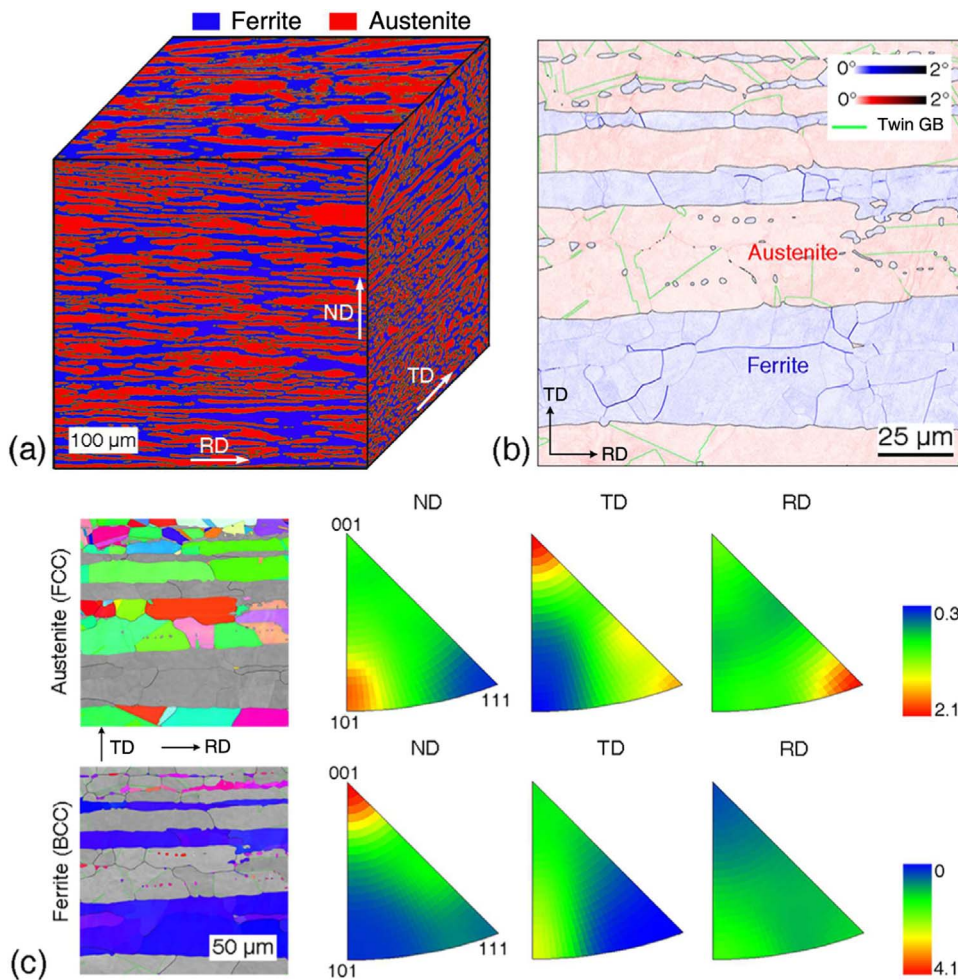 Ferrite Austenite
ND
TD
RD
100 µm
(a)
0° 2°
0° 2°
Twin GB
Austenite
Ferrite
TD
RD
25 µm
(b)
ND TD RD
Austenite (FCC)
001
101
111
0.3
2.1
TD RD
ND TD RD
Ferrite (BCC)
50 µm
001
101
111
0
4.1
(c)